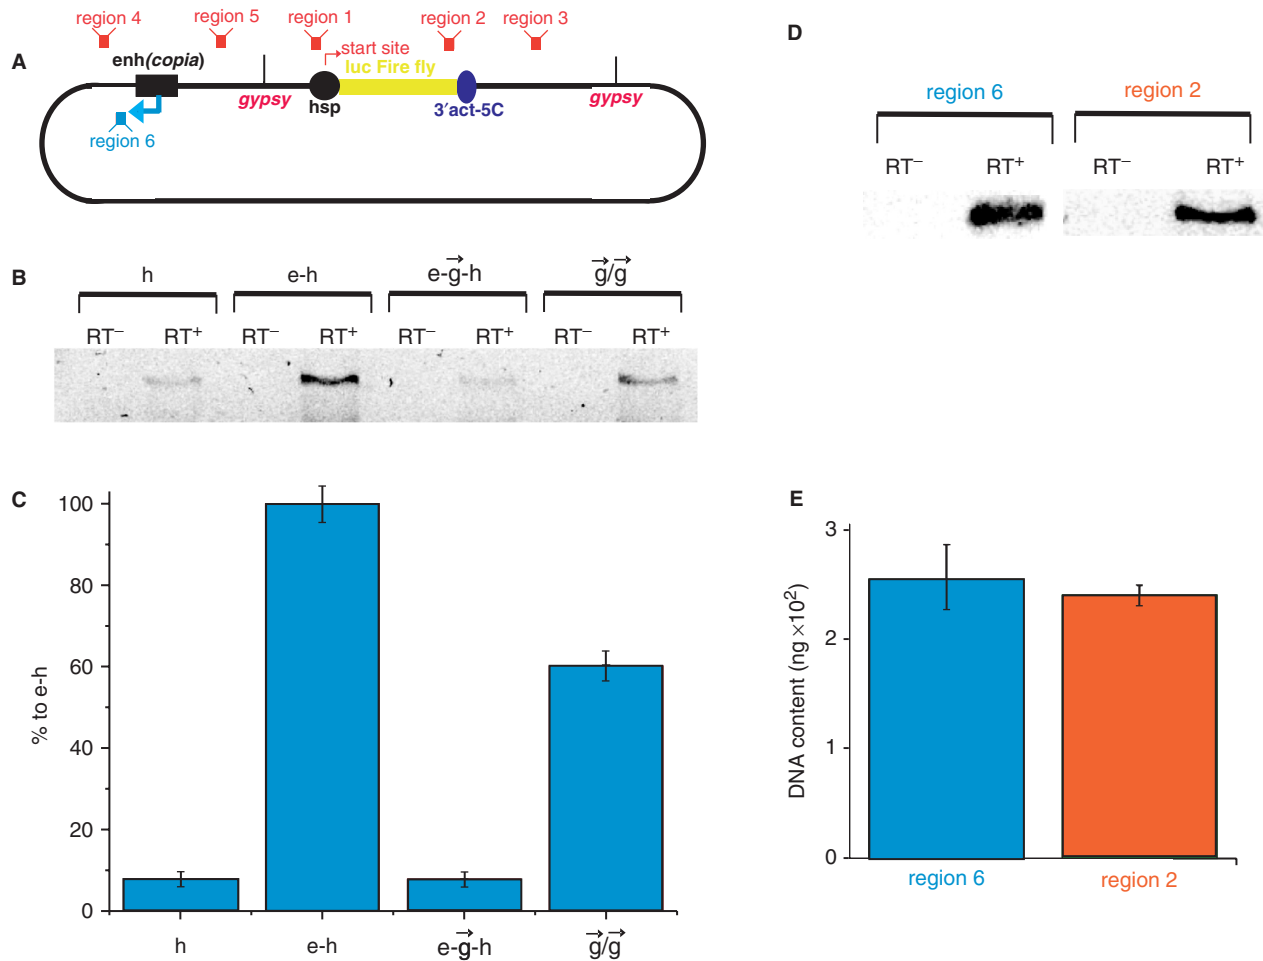 A
region 4 region 5 region 1 region 2 region 3
start site
enh(copia)
luc Fire fly
gypsy hsp 3′act-5C gypsy
region 6
B
h e-h e-g⃗-h g⃗/g⃗
RT⁻ RT⁺ RT⁻ RT⁺ RT⁻ RT⁺ RT⁻ RT⁺
C
% to e-h
100
80
60
40
20
0
h e-h e-g⃗-h g⃗/g⃗
D
region 6 region 2
RT⁻ RT⁺ RT⁻ RT⁺
E
DNA content (ng ×10²)
3
2
1
0
region 6 region 2